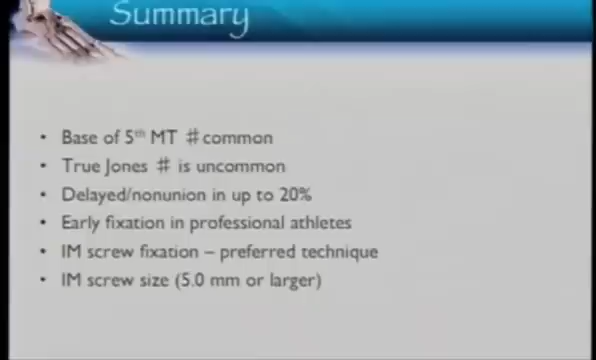 Summary
• Base of 5th MT # common
• True Jones # is uncommon
• Delayed/nonunion in up to 20%
• Early fixation in professional athletes
• IM screw fixation – preferred technique
• IM screw size (5.0 mm or larger)